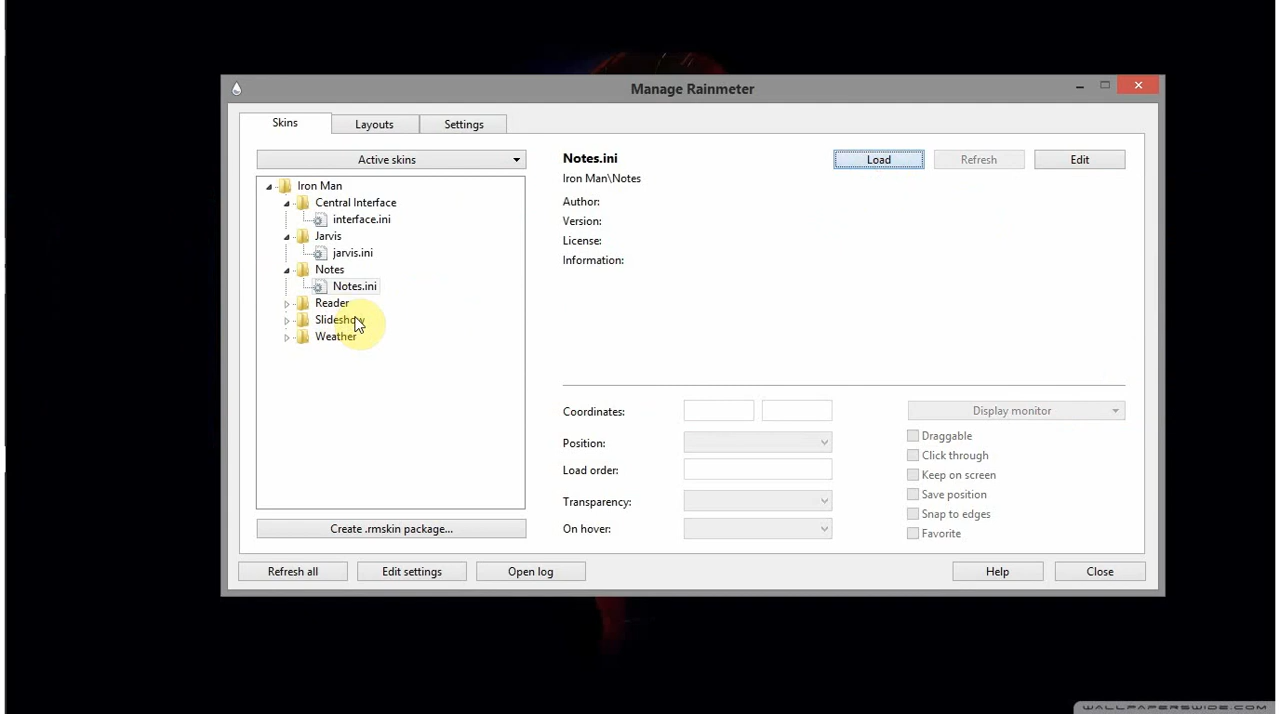 Manage Rainmeter
Skins
Layouts
Settings
Active skins
Iron Man
Central Interface
interface.ini
Jarvis
jarvis.ini
Notes
Notes.ini
Reader
Slideshow
Weather
Create .rmskin package...
Notes.ini
Iron Man\Notes
Author:
Version:
License:
Information:
Load
Refresh
Edit
Coordinates:
Position:
Load order:
Transparency:
On hover:
Display monitor
Draggable
Click through
Keep on screen
Save position
Snap to edges
Favorite
Refresh all
Edit settings
Open log
Help
Close
WALLPAPERSWIDE.COM